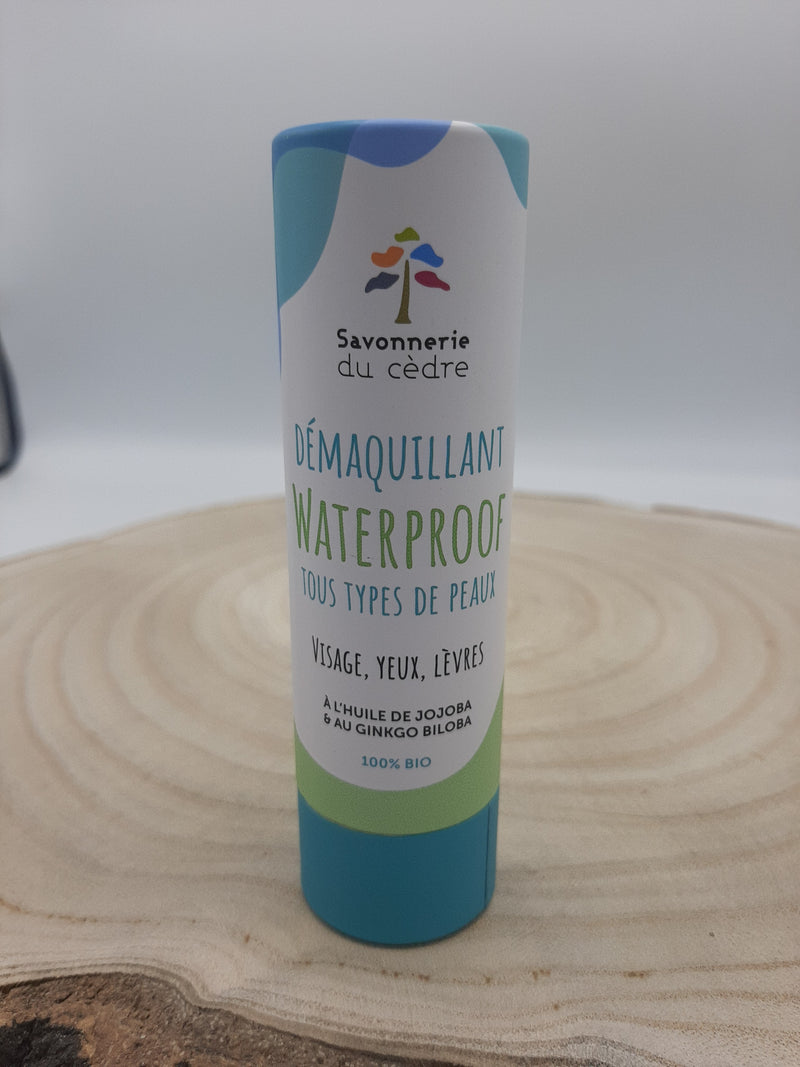 Savonnerie
du cèdre
DÉMAQUILLANT
WATERPROOF
TOUS TYPES DE PEAUX
VISAGE, YEUX, LÈVRES
À L'HUILE DE JOJOBA
& AU GINKGO BILOBA
100% BIO